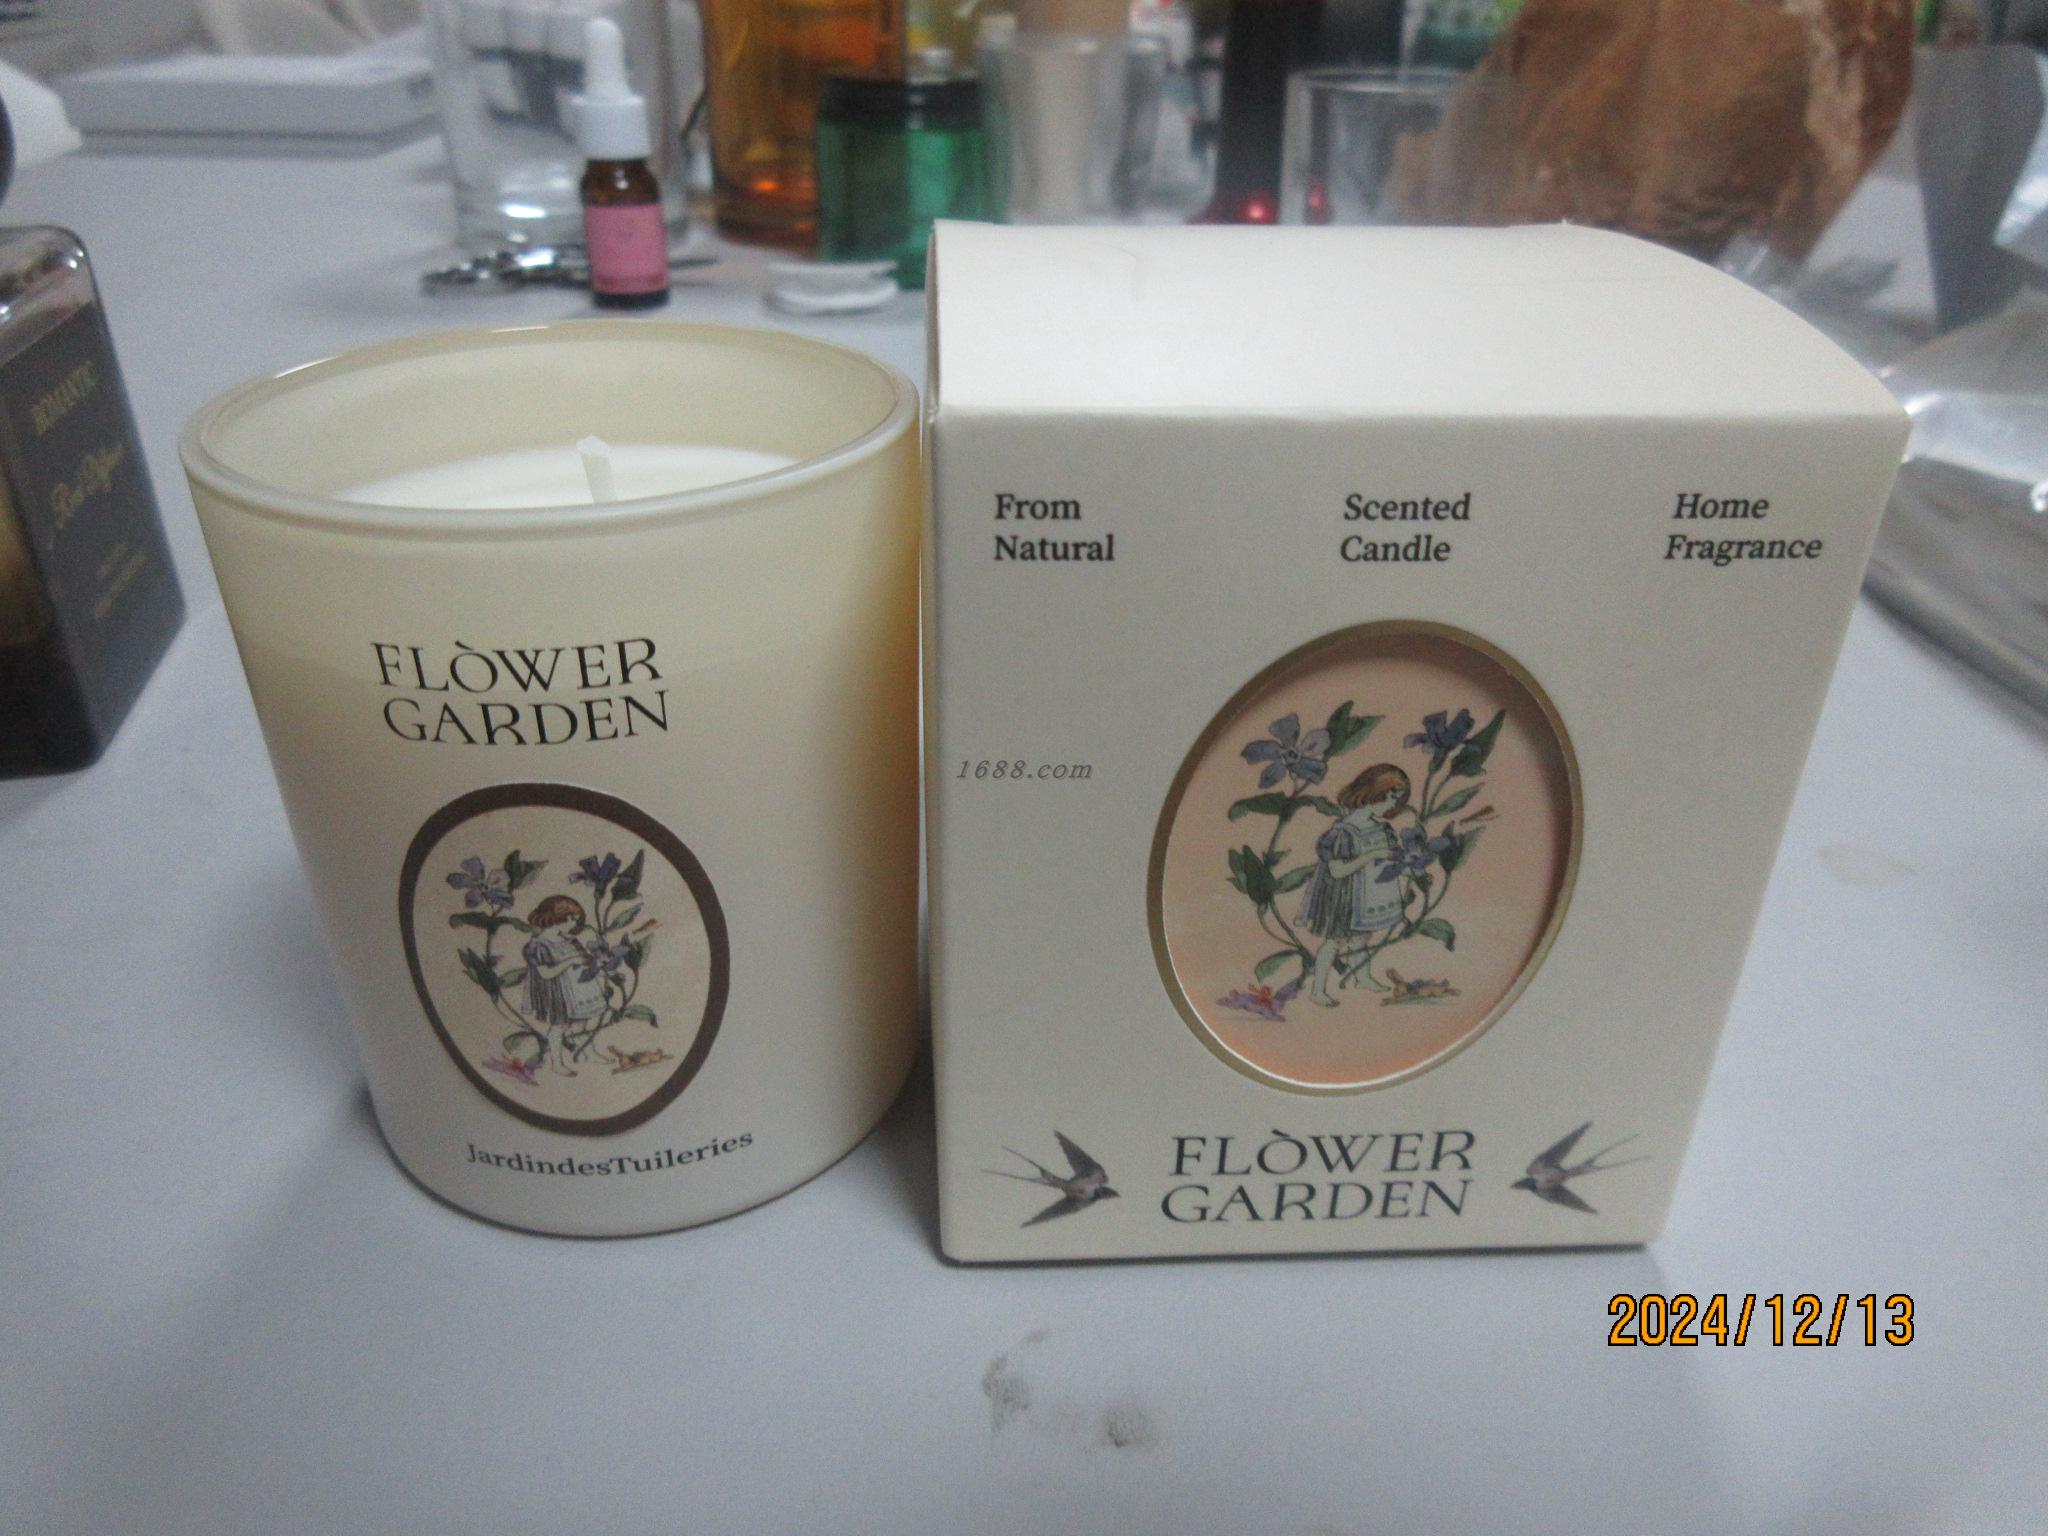 ROMANTIC
FLÒWER
GARDEN
JardindesTuileries
From
Natural
Scented
Candle
Home
Fragrance
1688.com
FLÒWER
GARDEN
2024/12/13